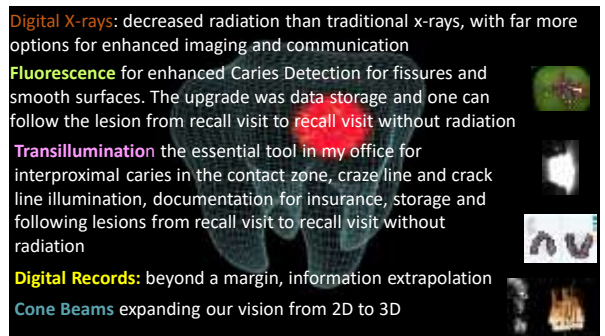 Digital X-rays: decreased radiation than traditional x-rays, with far more
options for enhanced imaging and communication
Fluorescence for enhanced Caries Detection for fissures and
smooth surfaces. The upgrade was data storage and one can
follow the lesion from recall visit to recall visit without radiation
Transillumination the essential tool in my office for
interproximal caries in the contact zone, craze line and crack
line illumination, documentation for insurance, storage and
following lesions from recall visit to recall visit without
radiation
Digital Records: beyond a margin, information extrapolation
Cone Beams expanding our vision from 2D to 3D